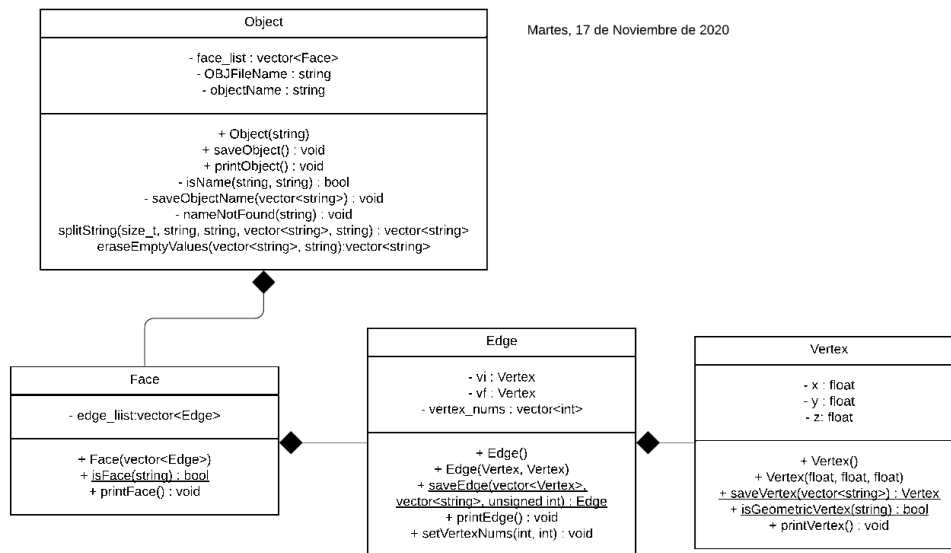 Object
Martes, 17 de Noviembre de 2020
- face_list : vector<Face>
- OBJFileName : string
- objectName : string
+ Object(string)
+ saveObject() : void
+ printObject() : void
- isName(string, string) : bool
- saveObjectName(vector<string>) : void
- nameNotFound(string) : void
splitString(size_t, string, string, vector<string>, string) : vector<string>
eraseEmptyValues(vector<string>, string):vector<string>
Face
- edge_liist:vector<Edge>
+ Face(vector<Edge>)
+ isFace(string) : bool
+ printFace() : void
Edge
- vi : Vertex
- vf : Vertex
- vertex_nums : vector<int>
+ Edge()
+ Edge(Vertex, Vertex)
+ saveEdge(vector<Vertex>,
vector<string>, unsigned int) : Edge
+ printEdge() : void
+ setVertexNums(int, int) : void
Vertex
- x : float
- y : float
- z: float
+ Vertex()
+ Vertex(float, float, float)
+ saveVertex(vector<string>) : Vertex
+ isGeometricVertex(string) : bool
+ printVertex() : void